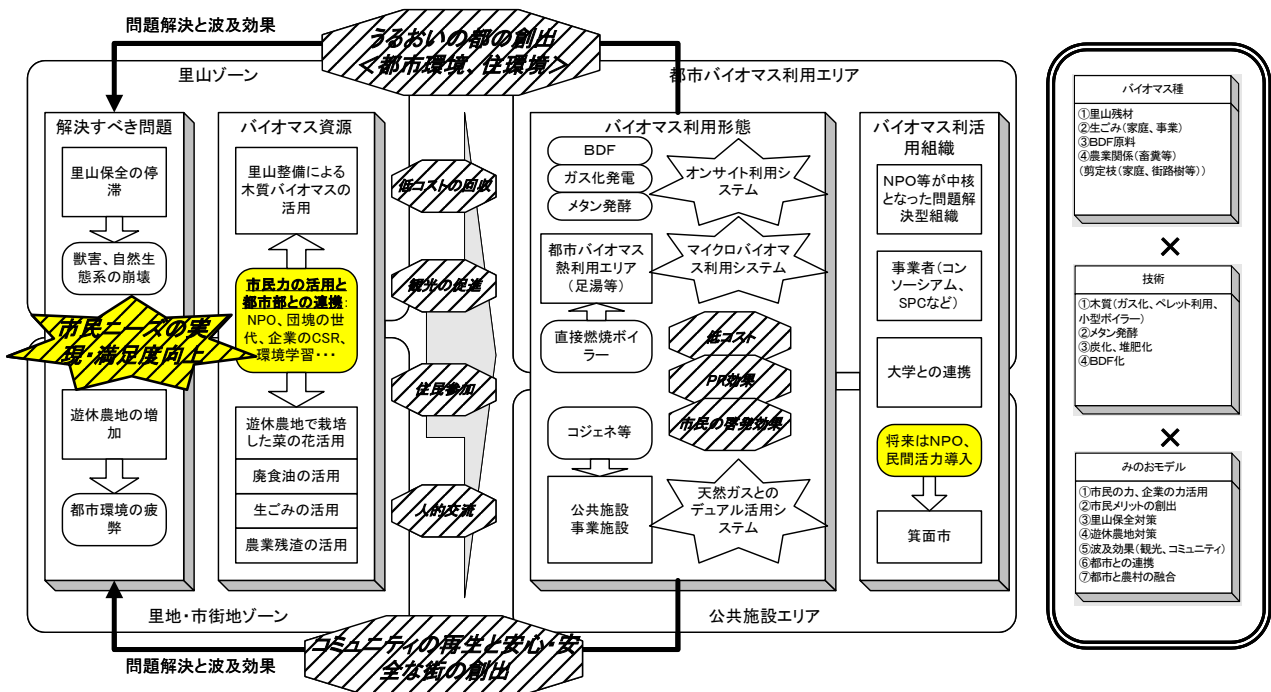 問題解決と波及効果
うるおいの都の創出
<都市環境、住環境>
里山ゾーン
都市バイオマス利用エリア
解決すべき問題
里山保全の停
滞
獣害、自然生
態系の崩壊
市民ニーズの実
現・満足度向上
遊休農地の増
加
都市環境の疲
弊
バイオマス資源
里山整備による
木質バイオマスの
活用
市民力の活用と
都市部との連携:
NPO、団塊の世
代、企業のCSR、
環境学習・・・
遊休農地で栽培
した菜の花活用
廃食油の活用
生ごみの活用
農業残渣の活用
低コストの回収
観光の促進
住民参加
人的交流
バイオマス利用形態
BDF
ガス化発電
メタン発酵
オンサイト利用シ
ステム
都市バイオマス
熱利用エリア
(足湯等)
マイクロバイオマ
ス利用システム
直接燃焼ボイ
ラー
低コスト
PR効果
市民の啓発効果
コジェネ等
公共施設
事業施設
天然ガスとの
デュアル活用シ
ステム
バイオマス利活
用組織
NPO等が中核
となった問題解
決型組織
事業者(コン
ソーシアム、
SPCなど)
大学との連携
将来はNPO、
民間活力導入
箕面市
里地・市街地ゾーン
公共施設エリア
コミュニティの再生と安心・安
全な街の創出
問題解決と波及効果
バイオマス種
①里山残材
②生ごみ(家庭、事業)
③BDF原料
④農業関係(畜糞等)
(剪定枝(家庭、街路樹等))
×
技術
①木質(ガス化、ペレット利用、
小型ボイラー)
②メタン発酵
③炭化、堆肥化
④BDF化
×
みのおモデル
①市民の力、企業の力活用
②市民メリットの創出
③里山保全対策
④遊休農地対策
⑤波及効果(観光、コミュニティ)
⑥都市との連携
⑦都市と農村の融合